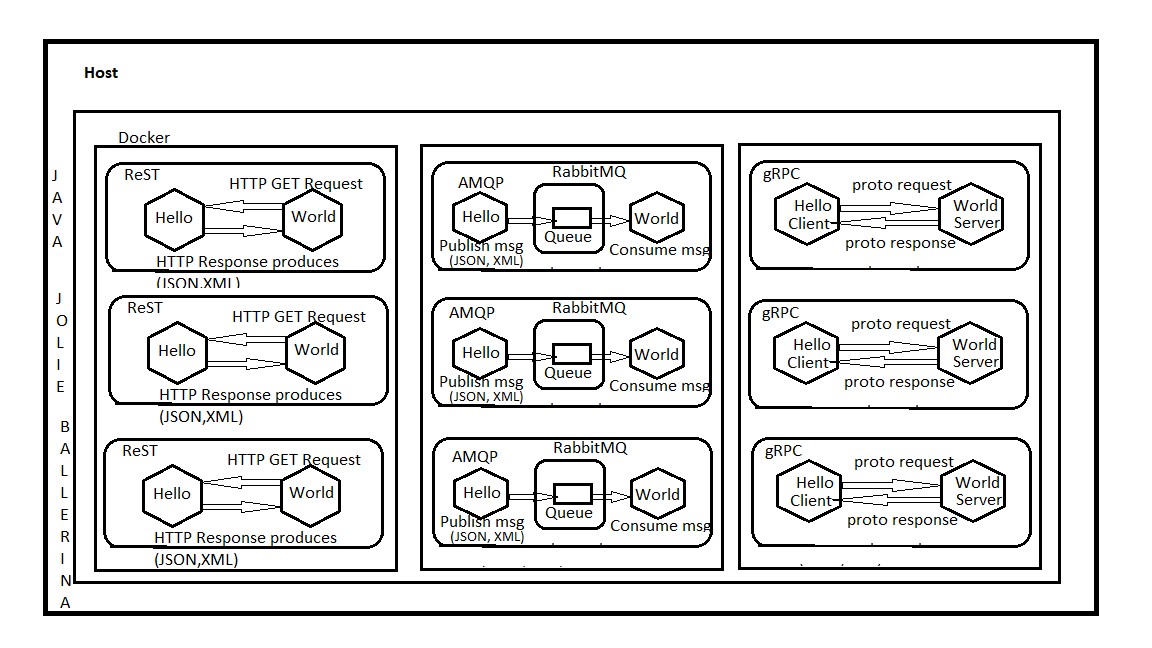 Host
Docker
JAVA
JOLIE
BALLERINA
ReST
HTTP GET Request
Hello
World
HTTP Response produces
(JSON,XML)
ReST
HTTP GET Request
Hello
World
HTTP Response produces
(JSON,XML)
ReST
HTTP GET Request
Hello
World
HTTP Response produces
(JSON,XML)
RabbitMQ
AMQP
Hello
World
Queue
Publish msg
(JSON, XML)
Consume msg
RabbitMQ
AMQP
Hello
World
Queue
Publish msg
(JSON, XML)
Consume msg
RabbitMQ
AMQP
Hello
World
Queue
Publish msg
(JSON, XML)
Consume msg
gRPC
proto request
Hello
Client
World
Server
proto response
gRPC
proto request
Hello
Client
World
Server
proto response
gRPC
proto request
Hello
Client
World
Server
proto response